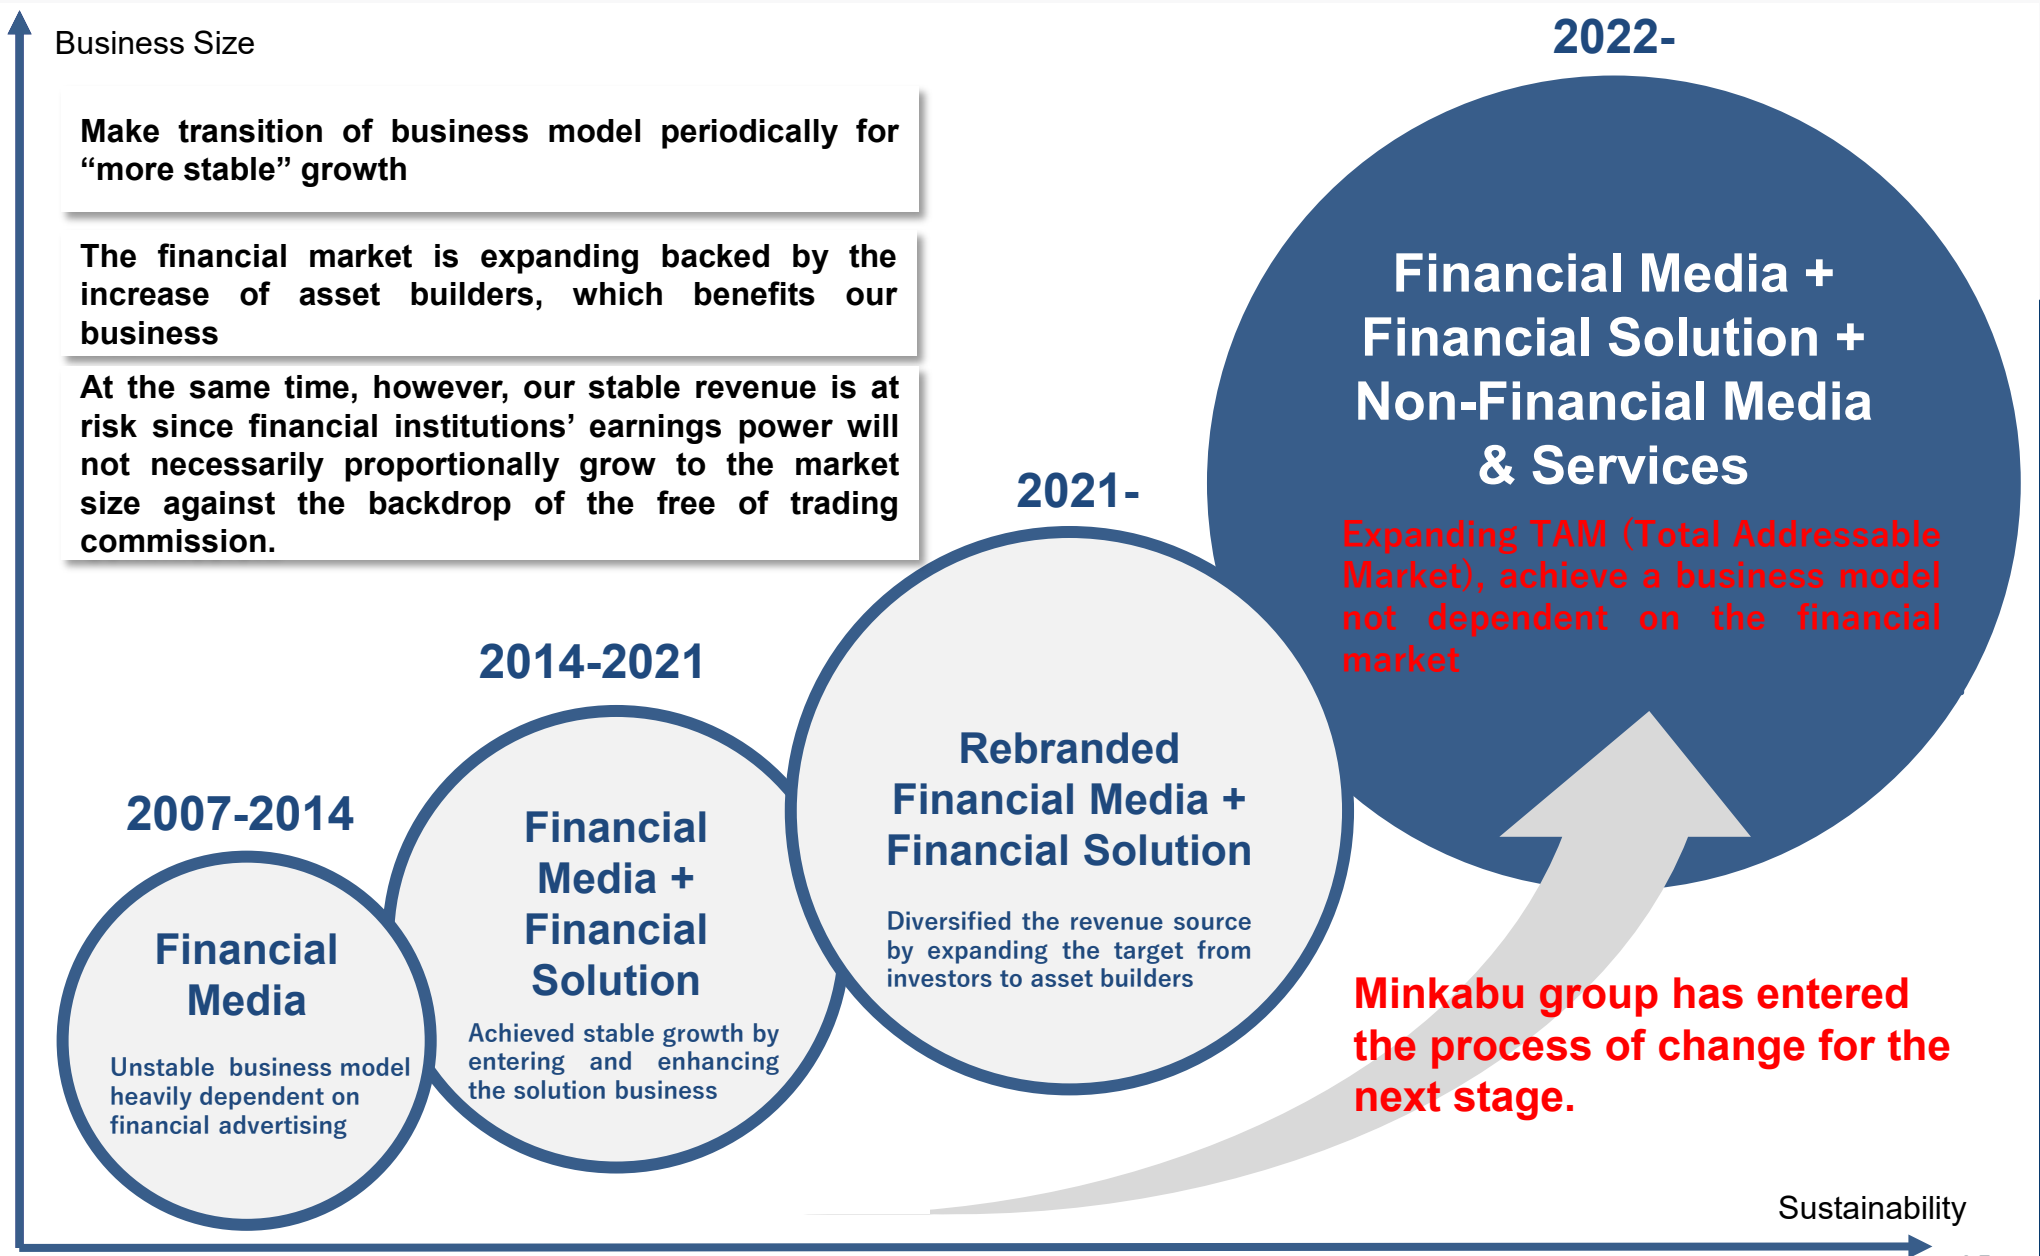 Business Size
Make transition of business model periodically for
“more stable” growth
The financial market is expanding backed by the
increase of asset builders, which benefits our
business
At the same time, however, our stable revenue is at
risk since financial institutions’ earnings power will
not necessarily proportionally grow to the market
size against the backdrop of the free of trading
commission.
2007-2014
Financial
Media
Unstable business model
heavily dependent on
financial advertising
2014-2021
Financial
Media +
Financial
Solution
Achieved stable growth by
entering and enhancing
the solution business
2021-
Rebranded
Financial Media +
Financial Solution
Diversified the revenue source
by expanding the target from
investors to asset builders
2022-
Financial Media +
Financial Solution +
Non-Financial Media
& Services
Expanding TAM (Total Addressable
Market), achieve a business model
not dependent on the financial
market
Minkabu group has entered
the process of change for the
next stage.
Sustainability